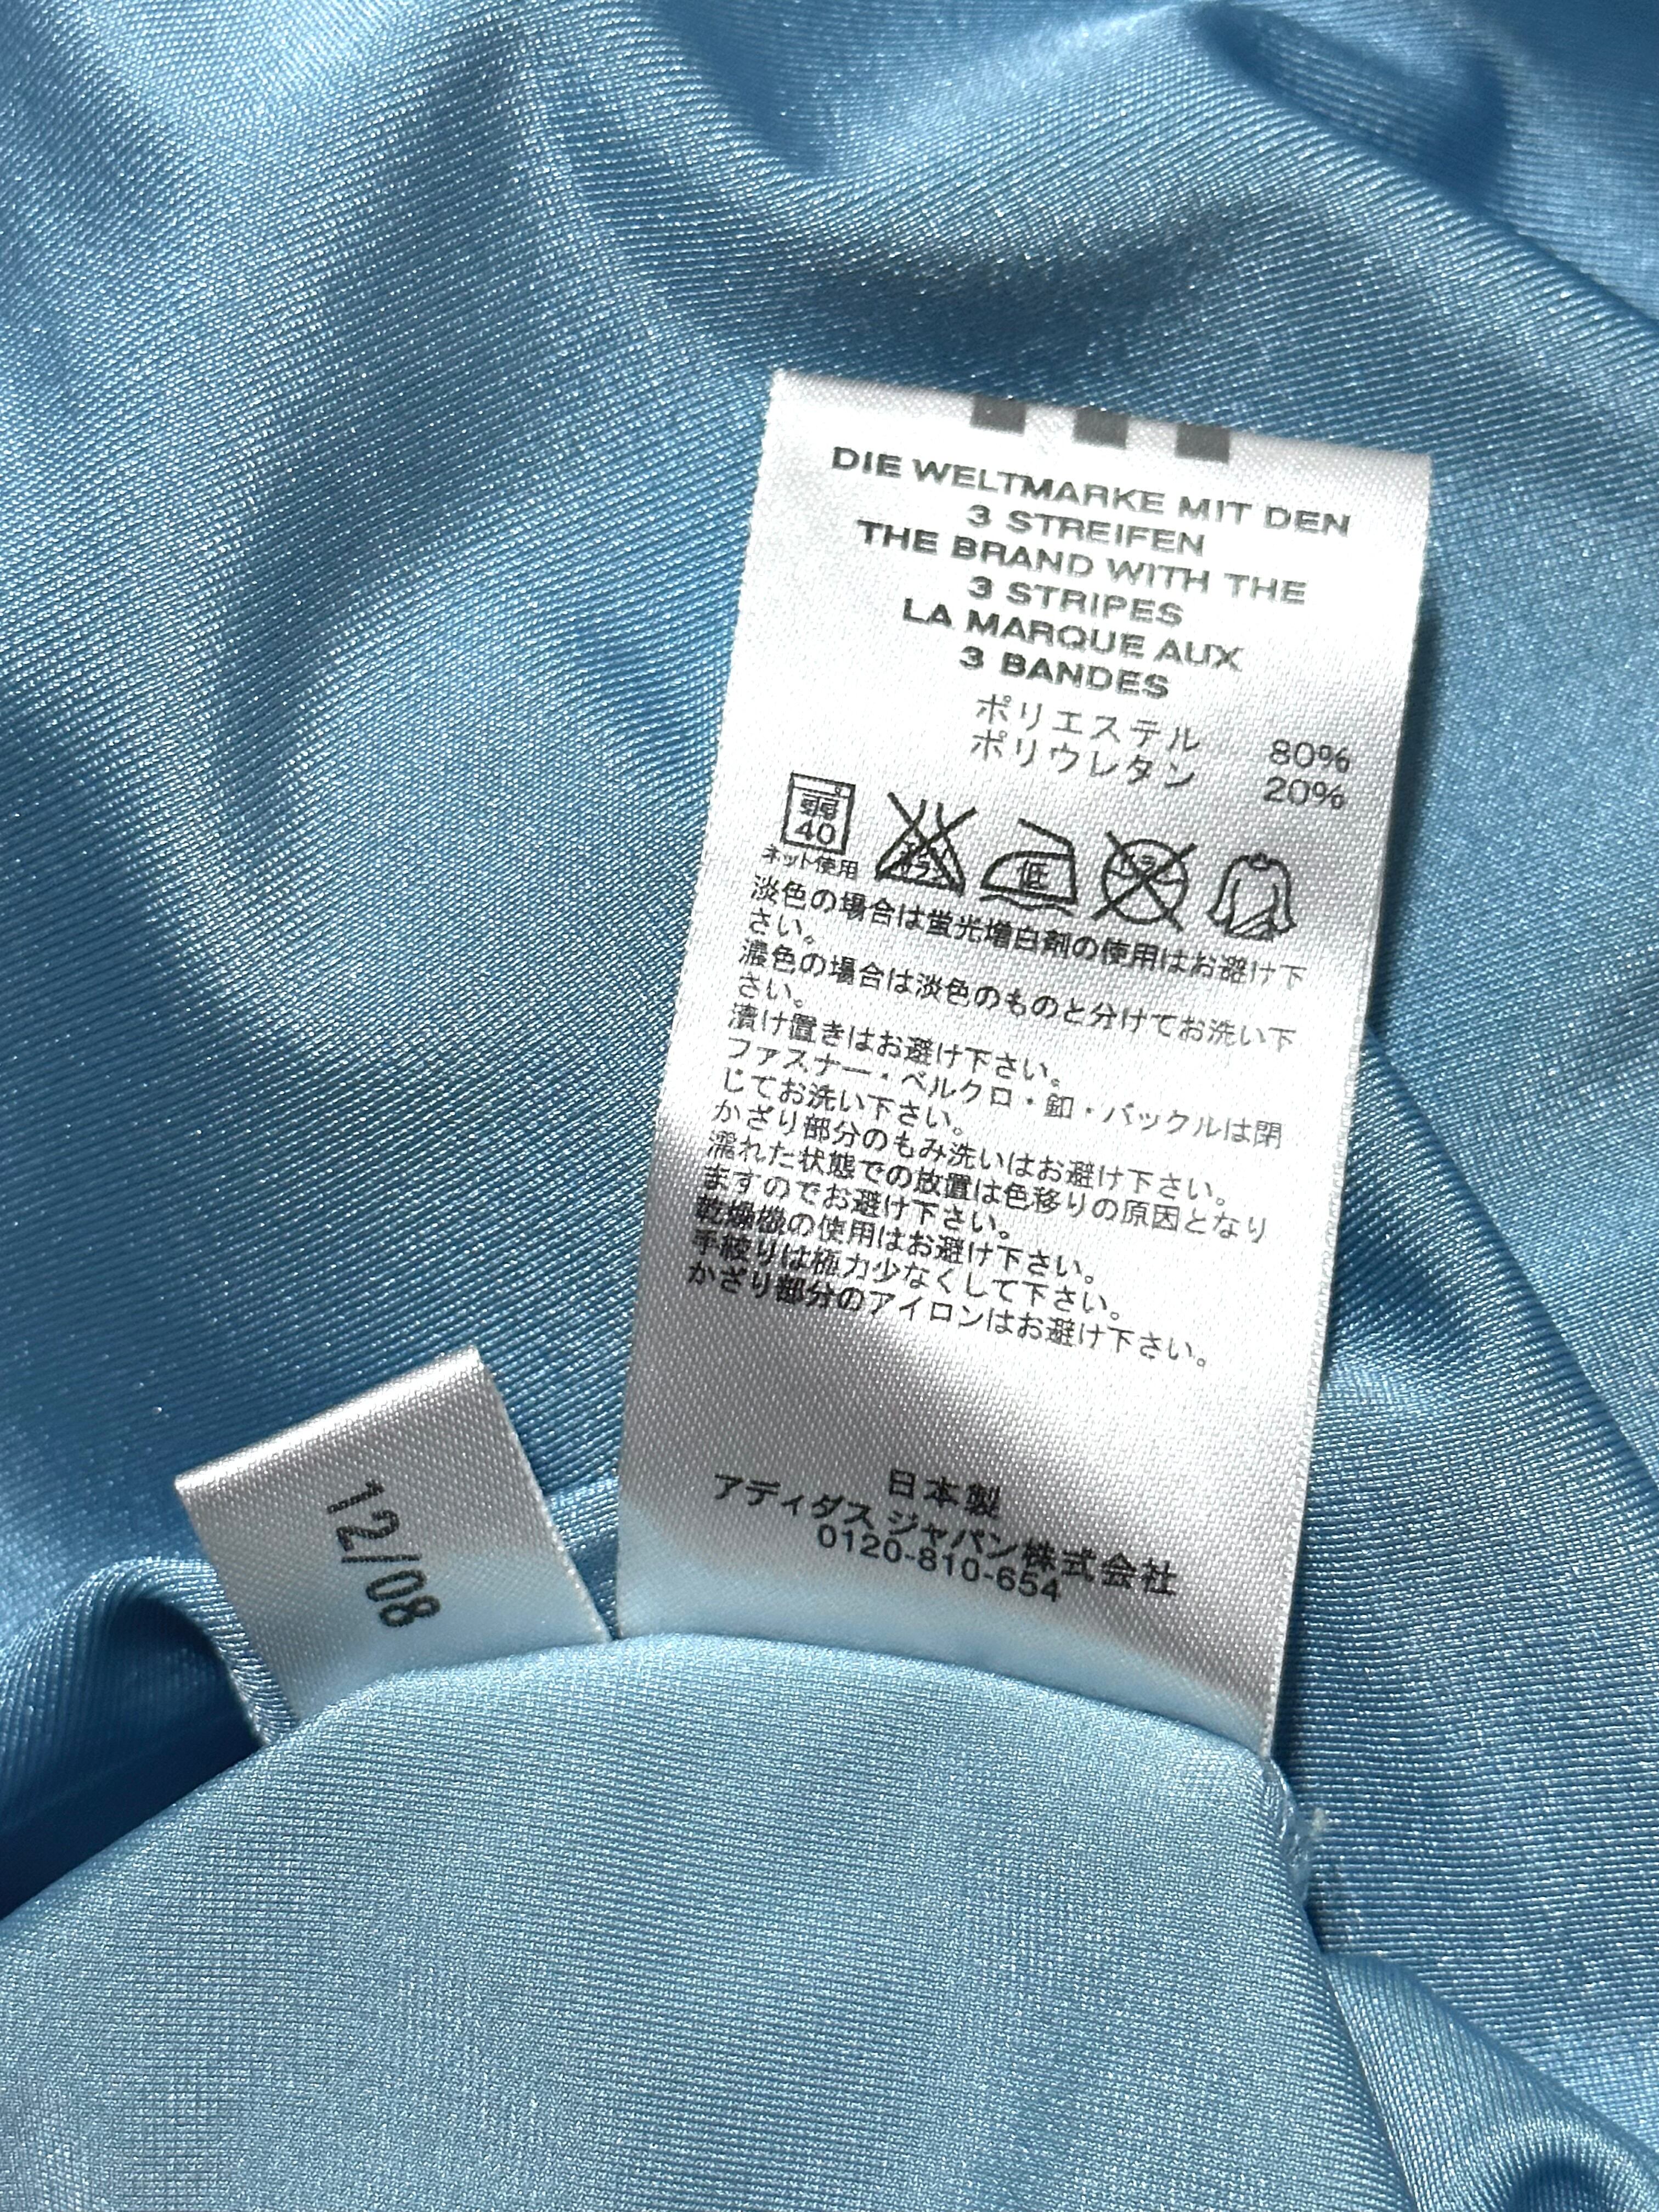 DIE WELTMARKE MIT DEN
3 STREIFEN
THE BRAND WITH THE
3 STRIPES
LA MARQUE AUX
3 BANDES
ポリエステル 80%
ポリウレタン 20%
弱
40
ネット使用
エンソ
サラシ
低
ドライ
淡色の場合は蛍光増白剤の使用はお避け下
さい。
濃色の場合は淡色のものと分けてお洗い下
さい。
漬け置きはお避け下さい。
ファスナー・ベルクロ・釦・バックルは閉
じてお洗い下さい。
かざり部分のもみ洗いはお避け下さい。
濡れた状態での放置は色移りの原因となり
ますのでお避け下さい。
乾燥機の使用はお避け下さい。
手絞りは極力少なくして下さい。
かざり部分のアイロンはお避け下さい。
日本製
アディダス ジャパン株式会社
0120-810-654
12/08